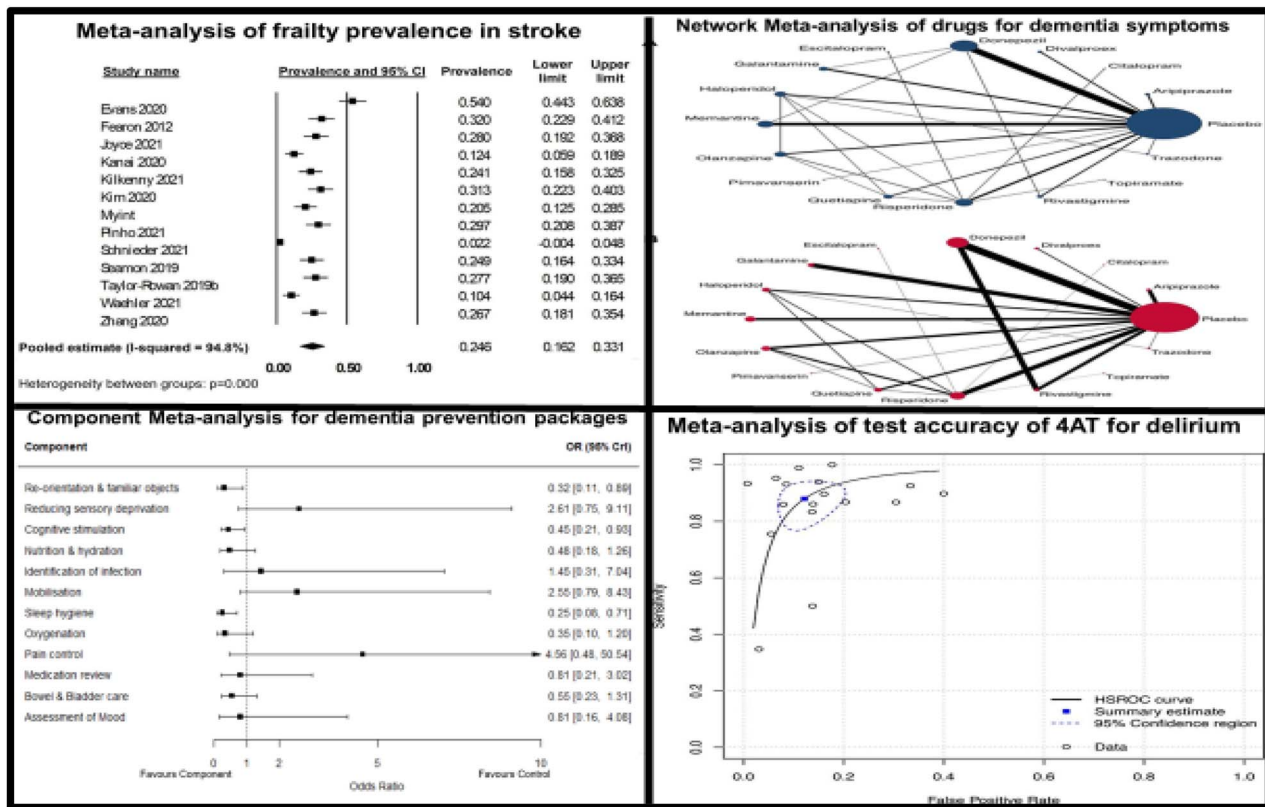 Meta-analysis of frailty prevalence in stroke
Study name Prevalence and 95% CI Prevalence Lower limit Upper limit
Evans 2020 0.540 0.443 0.638
Fearon 2012 0.320 0.229 0.412
Joyce 2021 0.280 0.192 0.368
Kanai 2020 0.124 0.059 0.189
Kilkenny 2021 0.241 0.158 0.325
Kim 2020 0.313 0.223 0.403
Myint 0.205 0.125 0.285
Pinho 2021 0.297 0.208 0.387
Schnieder 2021 0.022 -0.004 0.048
Seamon 2019 0.249 0.164 0.334
Taylor-Rowan 2019b 0.277 0.190 0.365
Waehler 2021 0.104 0.044 0.164
Zhang 2020 0.267 0.181 0.354
Pooled estimate (I-squared = 94.8%) 0.246 0.162 0.331
0.00 0.50 1.00
Heterogeneity between groups: p=0.000
Network Meta-analysis of drugs for dementia symptoms
Donepezil
Escitalopram
Divalproex
Galantamine
Citalopram
Haloperidol
Aripiprazole
Memantine
Placebo
Olanzapine
Trazodone
Pimavanserin
Topiramate
Quetiapine
Rivastigmine
Risperidone
Donepezil
Escitalopram
Divalproex
Galantamine
Citalopram
Haloperidol
Aripiprazole
Memantine
Placebo
Olanzapine
Trazodone
Pimavanserin
Topiramate
Quetiapine
Rivastigmine
Risperidone
Component Meta-analysis for dementia prevention packages
Component OR (95% CrI)
Re-orientation & familiar objects 0.32 [0.11, 0.89]
Reducing sensory deprivation 2.61 [0.75, 9.11]
Cognitive stimulation 0.45 [0.21, 0.93]
Nutrition & hydration 0.48 [0.18, 1.26]
Identification of infection 1.45 [0.31, 7.04]
Mobilisation 2.55 [0.79, 8.43]
Sleep hygiene 0.25 [0.08, 0.71]
Oxygenation 0.35 [0.10, 1.20]
Pain control 4.56 [0.48, 50.54]
Medication review 0.81 [0.21, 3.02]
Bowel & Bladder care 0.55 [0.23, 1.31]
Assessment of Mood 0.81 [0.16, 4.08]
0 1 2 5 10
Favours Component Favours Control
Odds Ratio
Meta-analysis of test accuracy of 4AT for delirium
Sensitivity
1.0
0.8
0.6
0.4
0.2
0.0
HSROC curve
Summary estimate
95% Confidence region
Data
0.0 0.2 0.4 0.6 0.8 1.0
False Positive Rate